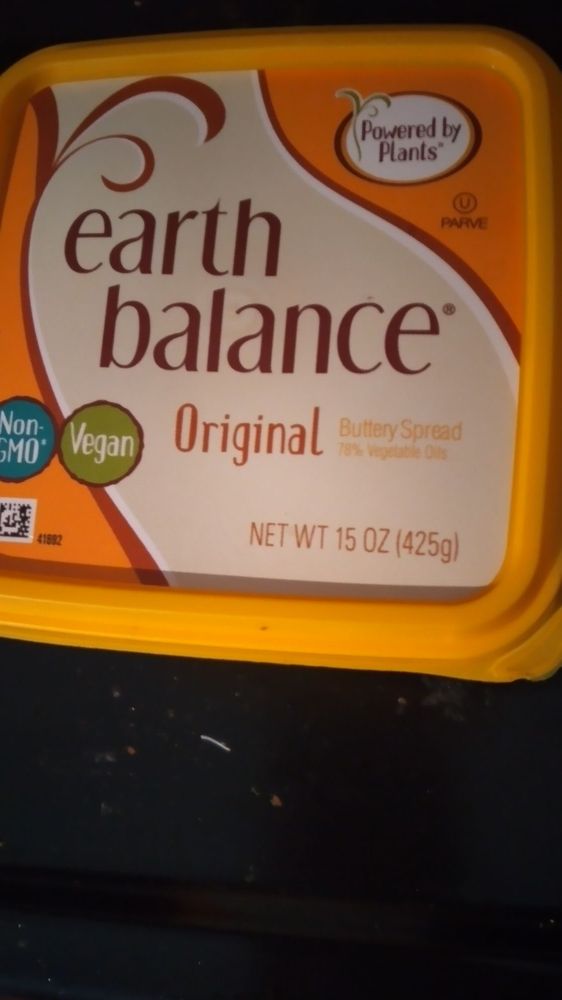 Powered by
Plants™
U
PARVE
earth
balance®
Non-
GMO*
Vegan
Original
Buttery Spread
78% Vegetable Oils
41892
NET WT 15 OZ (425g)